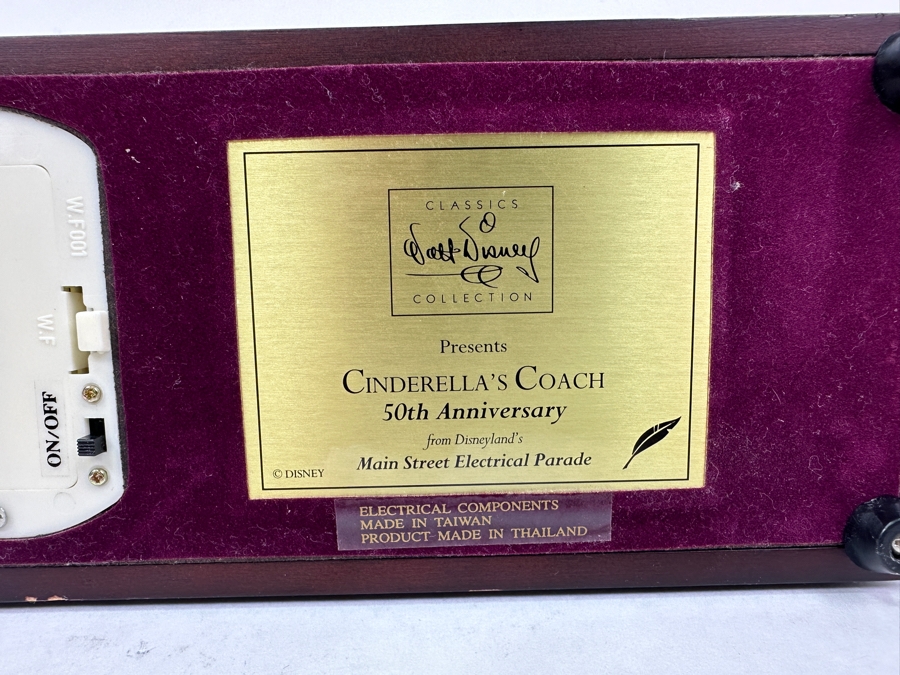 CLASSICS
Walt Disney
COLLECTION
Presents
CINDERELLA'S COACH
50th Anniversary
from Disneyland's
Main Street Electrical Parade
© DISNEY
ELECTRICAL COMPONENTS
MADE IN TAIWAN
PRODUCT MADE IN THAILAND
W.F001
W.F
ON/OFF